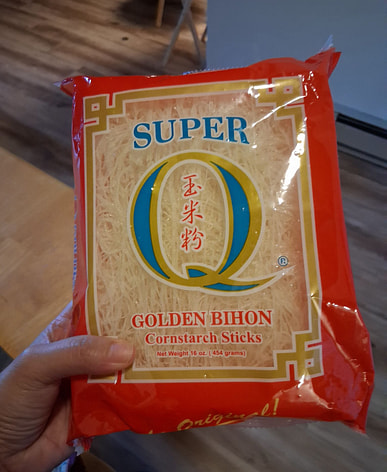 SUPER
Q
玉米粉
®
GOLDEN BIHON
Cornstarch Sticks
Net Weight 16 oz. (454 grams)
Original!